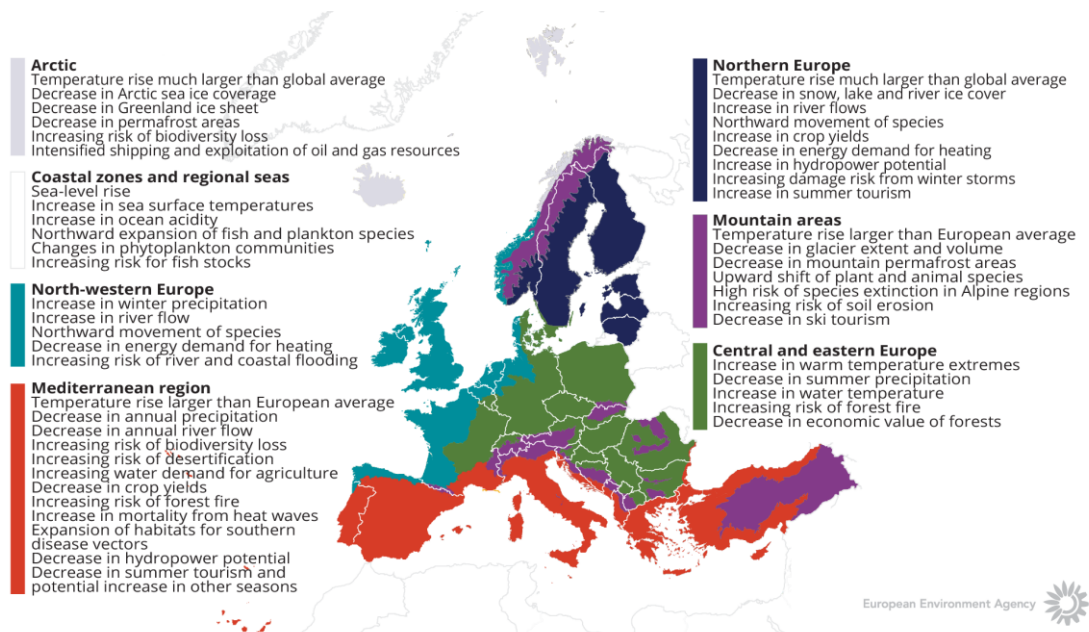 Arctic
Temperature rise much larger than global average
Decrease in Arctic sea ice coverage
Decrease in Greenland ice sheet
Decrease in permafrost areas
Increasing risk of biodiversity loss
Intensified shipping and exploitation of oil and gas resources
Coastal zones and regional seas
Sea-level rise
Increase in sea surface temperatures
Increase in ocean acidity
Northward expansion of fish and plankton species
Changes in phytoplankton communities
Increasing risk for fish stocks
North-western Europe
Increase in winter precipitation
Increase in river flow
Northward movement of species
Decrease in energy demand for heating
Increasing risk of river and coastal flooding
Mediterranean region
Temperature rise larger than European average
Decrease in annual precipitation
Decrease in annual river flow
Increasing risk of biodiversity loss
Increasing risk of desertification
Increasing water demand for agriculture
Decrease in crop yields
Increasing risk of forest fire
Increase in mortality from heat waves
Expansion of habitats for southern
disease vectors
Decrease in hydropower potential
Decrease in summer tourism and
potential increase in other seasons
Northern Europe
Temperature rise much larger than global average
Decrease in snow, lake and river ice cover
Increase in river flows
Northward movement of species
Increase in crop yields
Decrease in energy demand for heating
Increase in hydropower potential
Increasing damage risk from winter storms
Increase in summer tourism
Mountain areas
Temperature rise larger than European average
Decrease in glacier extent and volume
Decrease in mountain permafrost areas
Upward shift of plant and animal species
High risk of species extinction in Alpine regions
Increasing risk of soil erosion
Decrease in ski tourism
Central and eastern Europe
Increase in warm temperature extremes
Decrease in summer precipitation
Increase in water temperature
Increasing risk of forest fire
Decrease in economic value of forests
European Environment Agency